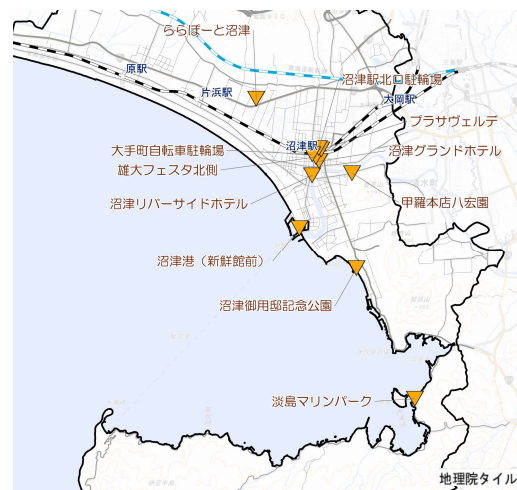 ららぽーと沼津
原駅
片浜駅
沼津駅北口駐輪場
大岡駅
プラサヴェルデ
沼津駅
大手町自転車駐輪場
沼津グランドホテル
雄大フェスタ北側
沼津リバーサイドホテル
甲羅本店八宏園
沼津港（新鮮館前）
沼津御用邸記念公園
淡島マリンパーク
地理院タイル